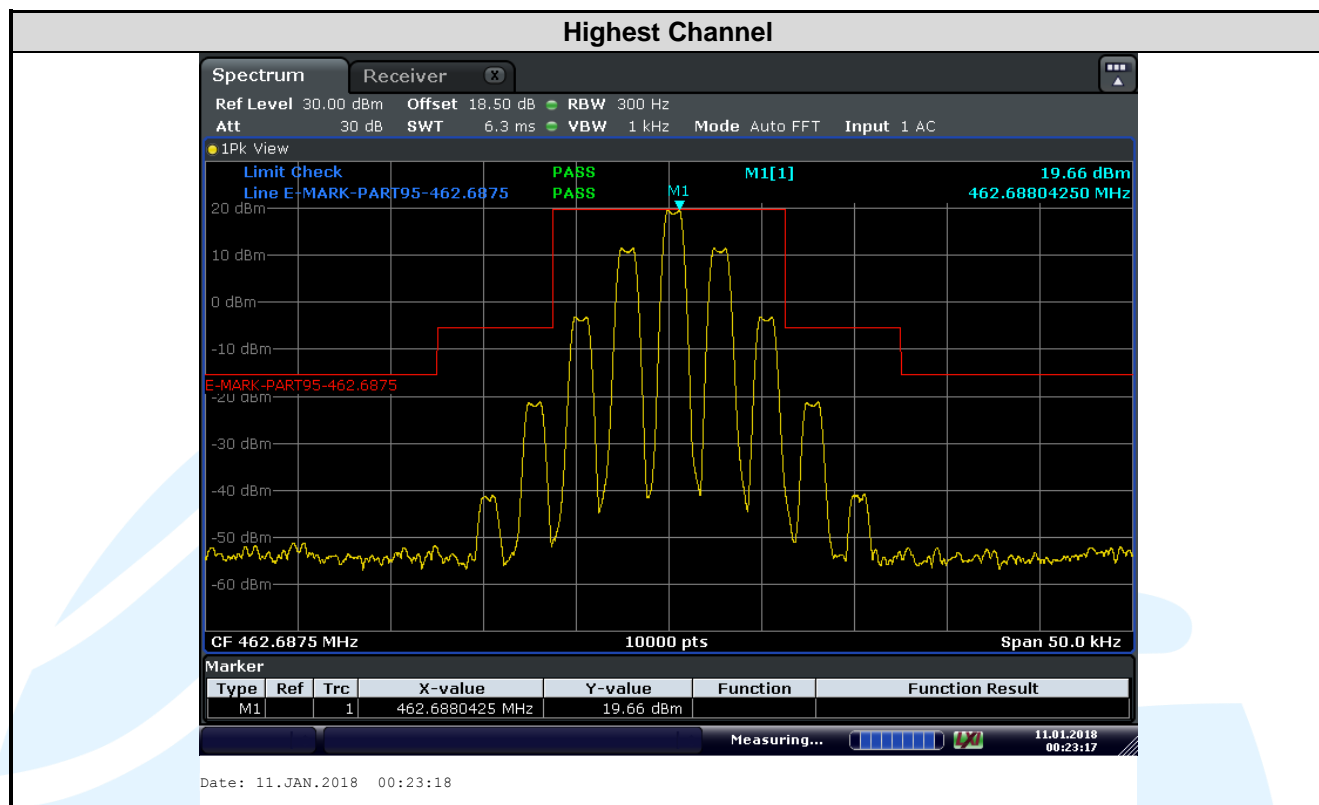 Highest Channel
Spectrum Receiver X
Ref Level 30.00 dBm Offset 18.50 dB RBW 300 Hz
Att 30 dB SWT 6.3 ms VBW 1 kHz Mode Auto FFT Input 1 AC
1Pk View
Limit Check PASS M1[1] 19.66 dBm
Line E-MARK-PART95-462.6875 PASS M1 462.68804250 MHz
20 dBm
10 dBm
0 dBm
-10 dBm
E-MARK-PART95-462.6875
-20 dBm
-30 dBm
-40 dBm
-50 dBm
-60 dBm
CF 462.6875 MHz 10000 pts Span 50.0 kHz
Marker
Type Ref Trc X-value Y-value Function Function Result
M1 1 462.6880425 MHz 19.66 dBm
Measuring... LXI 11.01.2018
00:23:17
Date: 11.JAN.2018 00:23:18